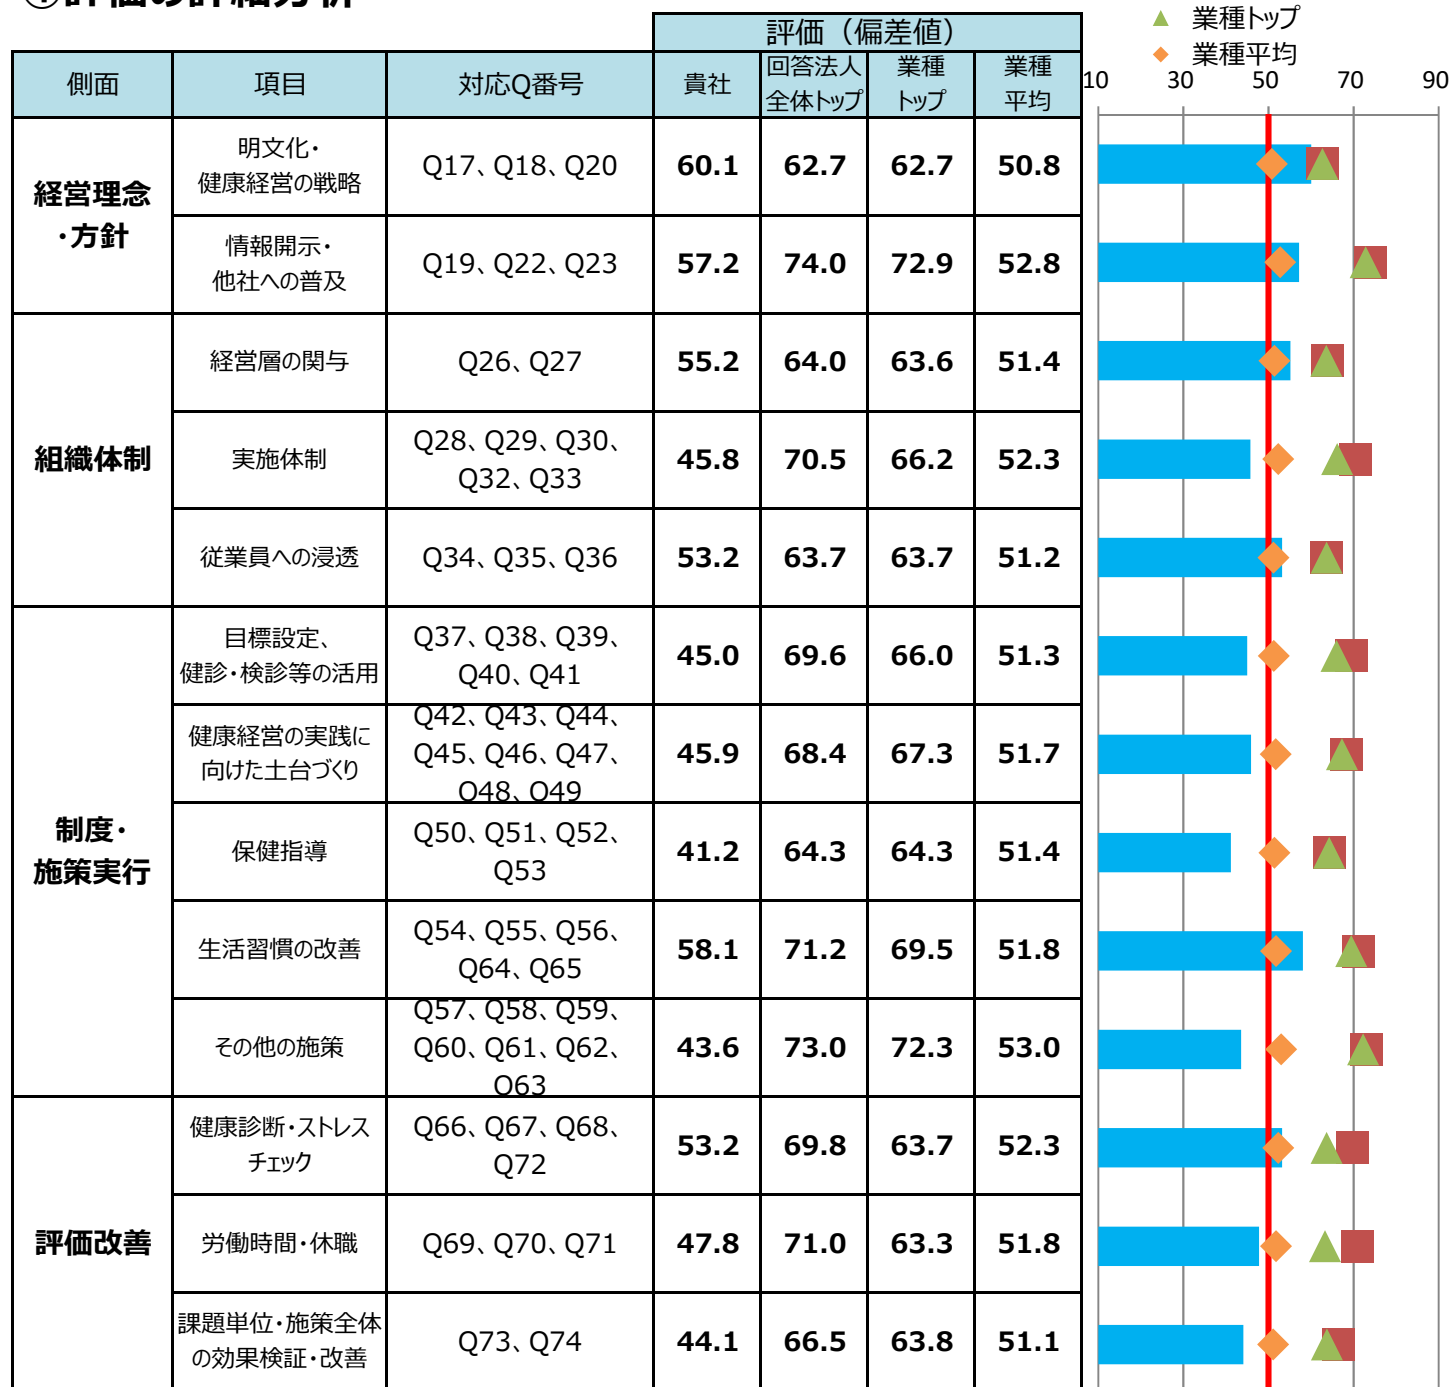 ①評価の詳細分析
▲ 業種トップ
◆ 業種平均
評価（偏差値）
側面 項目 対応Q番号 貴社 回答法人 業種 業種
全体トップ トップ 平均
10 30 50 70 90
経営理念
・方針
明文化・
健康経営の戦略
Q17、Q18、Q20 60.1 62.7 62.7 50.8
情報開示・
他社への普及
Q19、Q22、Q23 57.2 74.0 72.9 52.8
組織体制
経営層の関与 Q26、Q27 55.2 64.0 63.6 51.4
実施体制
Q28、Q29、Q30、
Q32、Q33
45.8 70.5 66.2 52.3
従業員への浸透 Q34、Q35、Q36 53.2 63.7 63.7 51.2
制度・
施策実行
目標設定、
健診・検診等の活用
Q37、Q38、Q39、
Q40、Q41
45.0 69.6 66.0 51.3
健康経営の実践に
向けた土台づくり
Q42、Q43、Q44、
Q45、Q46、Q47、
Q48、Q49
45.9 68.4 67.3 51.7
保健指導
Q50、Q51、Q52、
Q53
41.2 64.3 64.3 51.4
生活習慣の改善
Q54、Q55、Q56、
Q64、Q65
58.1 71.2 69.5 51.8
その他の施策
Q57、Q58、Q59、
Q60、Q61、Q62、
Q63
43.6 73.0 72.3 53.0
評価改善
健康診断・ストレス
チェック
Q66、Q67、Q68、
Q72
53.2 69.8 63.7 52.3
労働時間・休職 Q69、Q70、Q71 47.8 71.0 63.3 51.8
課題単位・施策全体
の効果検証・改善
Q73、Q74 44.1 66.5 63.8 51.1